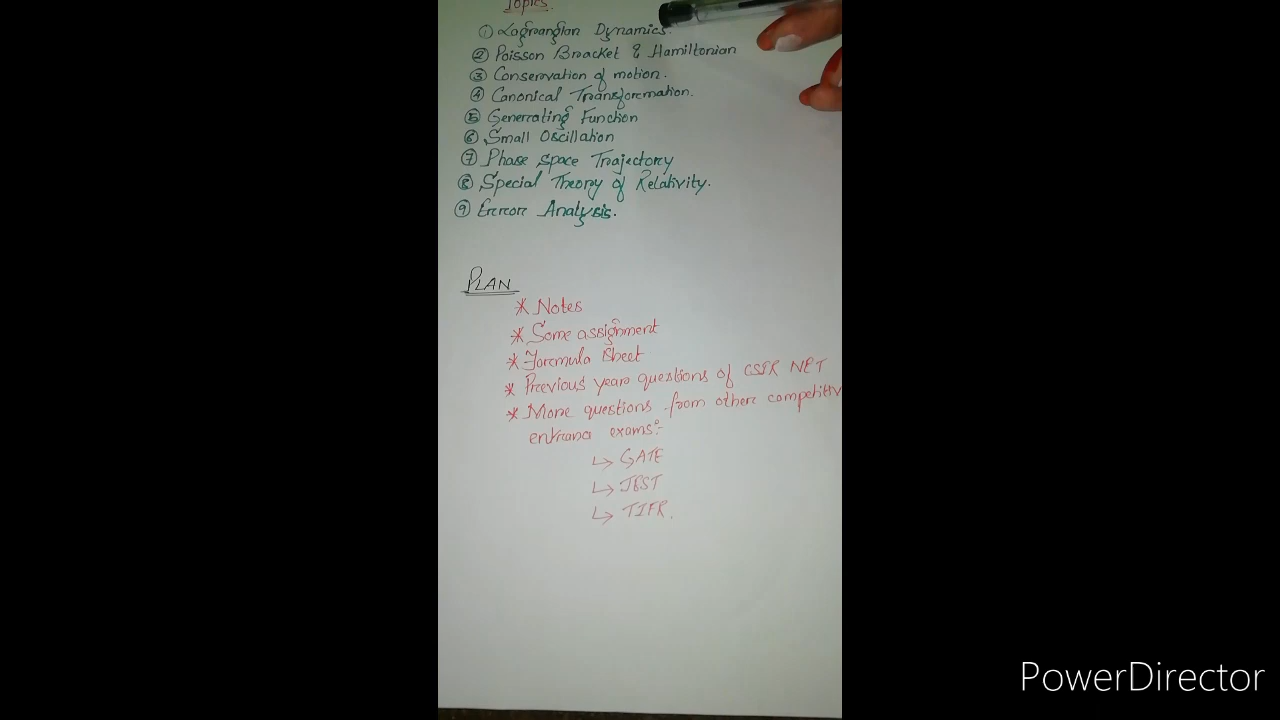 Topics.
① Lagrangian Dynamics.
② Poisson Bracket & Hamiltonian
③ Conservation of motion.
④ Canonical Transformation.
⑤ Generating Function
⑥ Small Oscillation
⑦ Phase space Trajectory
⑧ Special Theory of Relativity.
⑨ Error Analysis.
PLAN
* Notes
* Some assignment
* Formula Sheet
* Previous year questions of CSIR NET
* More questions from other competitiv
entrance exams:-
↳ GATE
↳ JEST
↳ TIFR.
PowerDirector